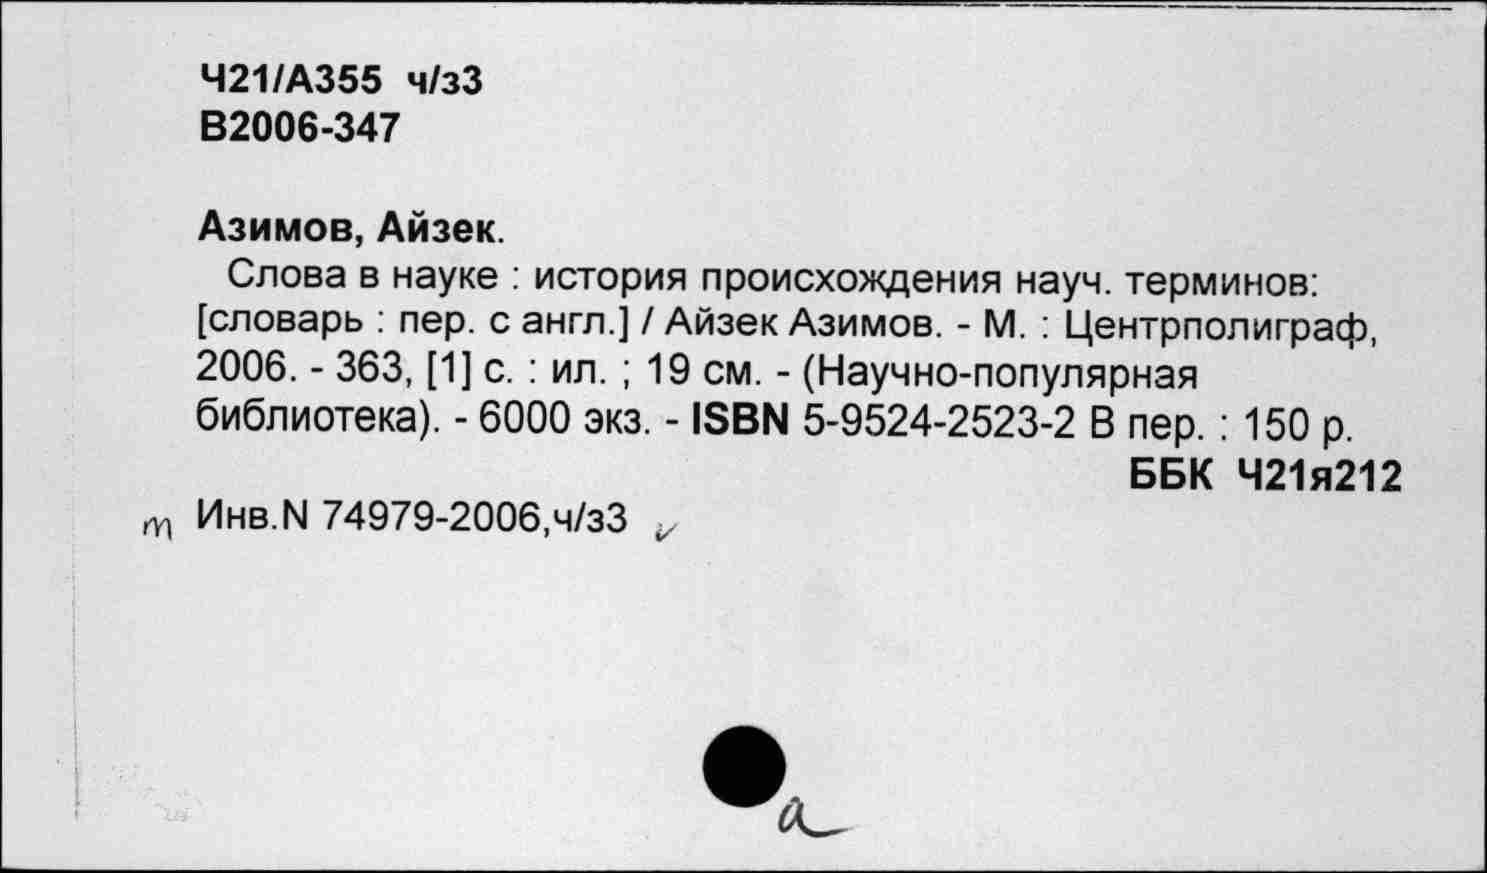 Ч21/А355 ч/з3
В2006-347
Азимов, Айзек.
Слова в науке : история происхождения науч. терминов:
[словарь : пер. с англ.] / Айзек Азимов. - М. : Центрполиграф,
2006. - 363, [1] с. : ил. ; 19 см. - (Научно-популярная
библиотека). - 6000 экз. - ISBN 5-9524-2523-2 В пер. : 150 р.
ББК Ч21я212
Инв.N 74979-2006,ч/з3
а